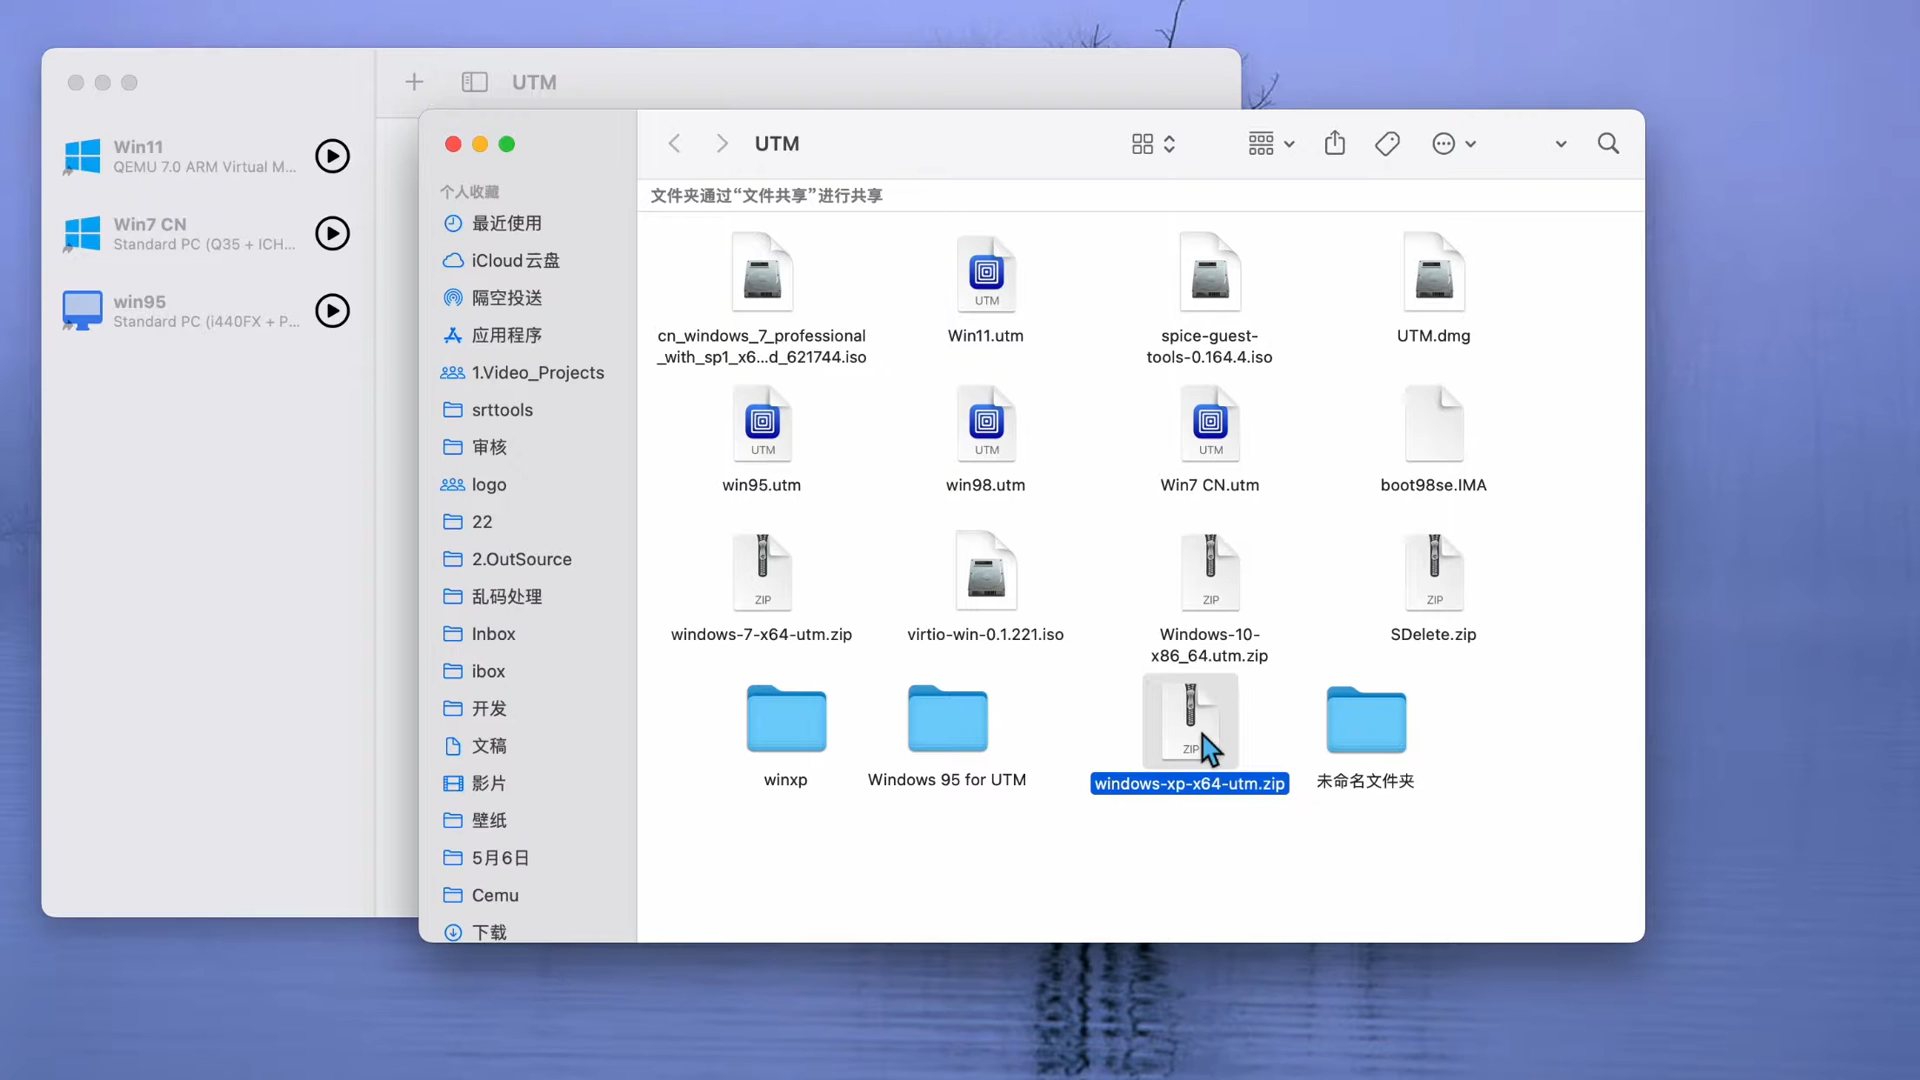 UTM
Win11
QEMU 7.0 ARM Virtual M...
Win7 CN
Standard PC (Q35 + ICH...
win95
Standard PC (i440FX + P...
UTM
文件夹通过“文件共享”进行共享
个人收藏
最近使用
iCloud云盘
隔空投送
应用程序
1.Video_Projects
srttools
审核
logo
22
2.OutSource
乱码处理
Inbox
ibox
开发
文稿
影片
壁纸
5月6日
Cemu
下载
cn_windows_7_professional
_with_sp1_x6...d_621744.iso
UTM
Win11.utm
spice-guest-
tools-0.164.4.iso
UTM.dmg
UTM
win95.utm
UTM
win98.utm
UTM
Win7 CN.utm
boot98se.IMA
ZIP
windows-7-x64-utm.zip
virtio-win-0.1.221.iso
ZIP
Windows-10-
x86_64.utm.zip
ZIP
SDelete.zip
winxp
Windows 95 for UTM
ZIP
windows-xp-x64-utm.zip
未命名文件夹